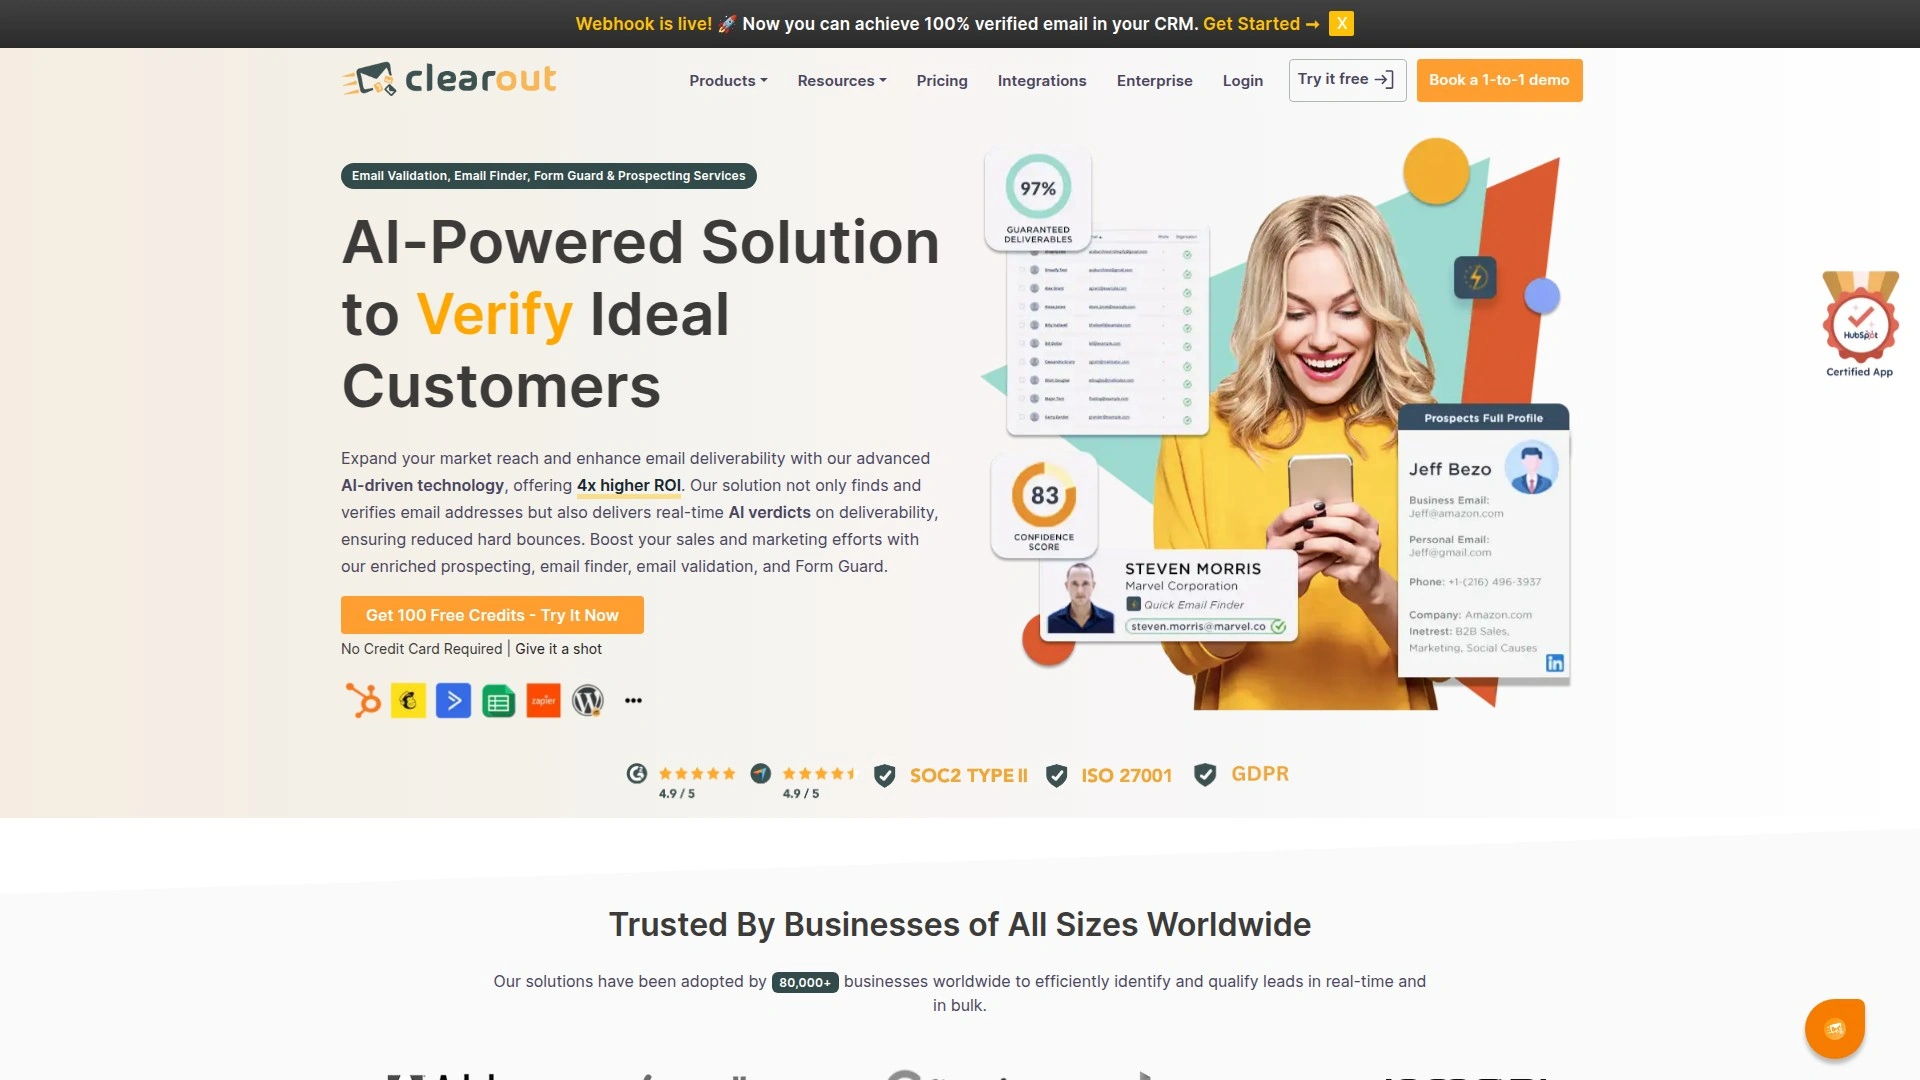 Webhook is live! 🚀 Now you can achieve 100% verified email in your CRM. Get Started → X
clearout
Products
Resources
Pricing
Integrations
Enterprise
Login
Try it free
Book a 1-to-1 demo
Email Validation, Email Finder, Form Guard & Prospecting Services
AI-Powered Solution
to Verify Ideal
Customers
Expand your market reach and enhance email deliverability with our advanced
AI-driven technology, offering 4x higher ROI. Our solution not only finds and
verifies email addresses but also delivers real-time AI verdicts on deliverability,
ensuring reduced hard bounces. Boost your sales and marketing efforts with
our enriched prospecting, email finder, email validation, and Form Guard.
Get 100 Free Credits - Try It Now
No Credit Card Required | Give it a shot
zapier
97%
GUARANTEED
DELIVERABLES
83
CONFIDENCE
SCORE
STEVEN MORRIS
Marvel Corporation
Quick Email Finder
steven.morris@marvel.co
Prospects Full Profile
Jeff Bezo
Business Email:
Jeff@amazon.com
Personal Email:
Jeff@gmail.com
Phone: +1-(216) 496-3937
Company: Amazon.com
Inetrest: B2B Sales,
Marketing, Social Causes
in
HubSpot
Certified App
4.9 / 5
4.9 / 5
SOC2 TYPE II
ISO 27001
GDPR
Trusted By Businesses of All Sizes Worldwide
Our solutions have been adopted by 80,000+ businesses worldwide to efficiently identify and qualify leads in real-time and
in bulk.